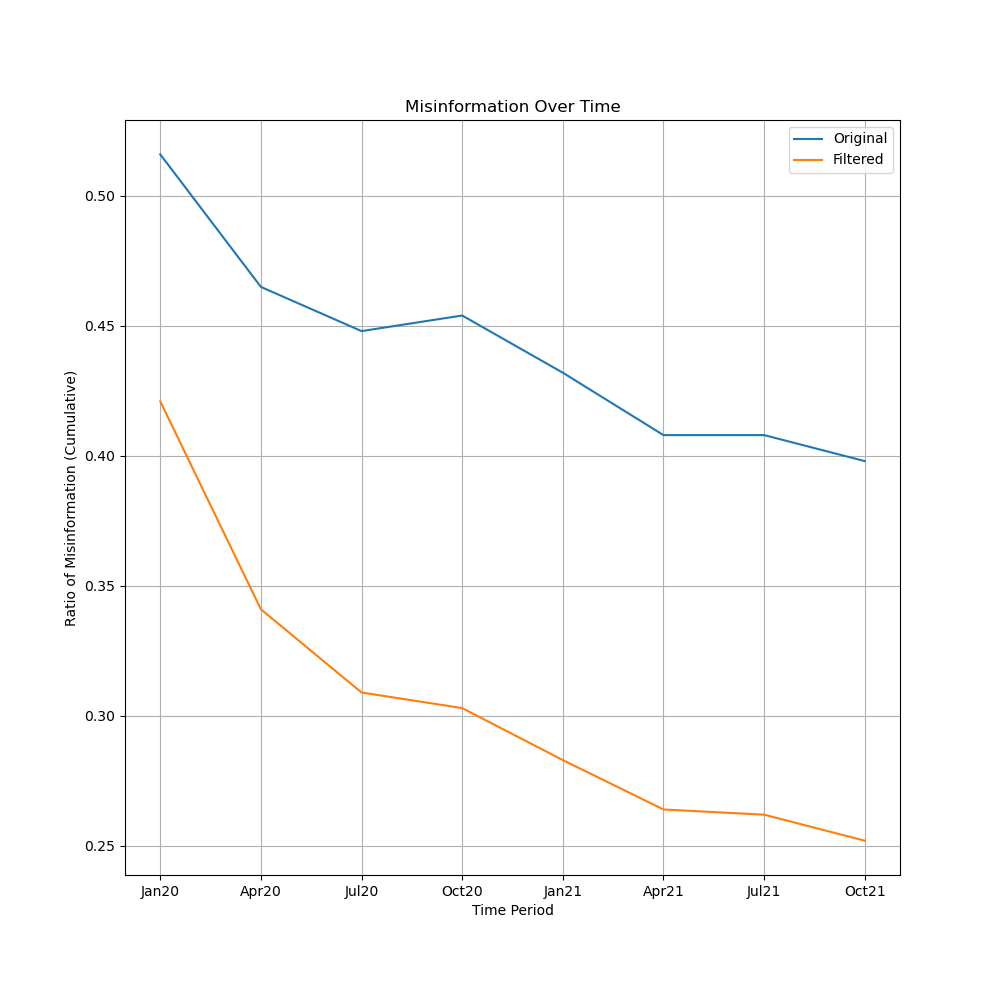 Misinformation Over Time
Original
Filtered
0.50
0.45
0.40
0.35
0.30
0.25
Ratio of Misinformation (Cumulative)
Jan20 Apr20 Jul20 Oct20 Jan21 Apr21 Jul21 Oct21
Time Period